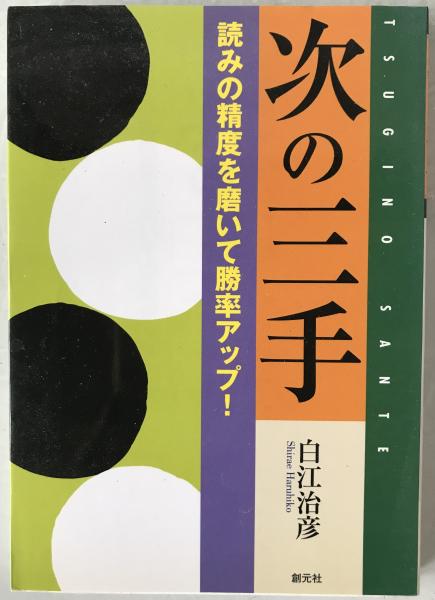 TSUGINO SANTE
次の三手
読みの精度を磨いて勝率アップ！
白江治彦
Shirae Haruhiko
創元社